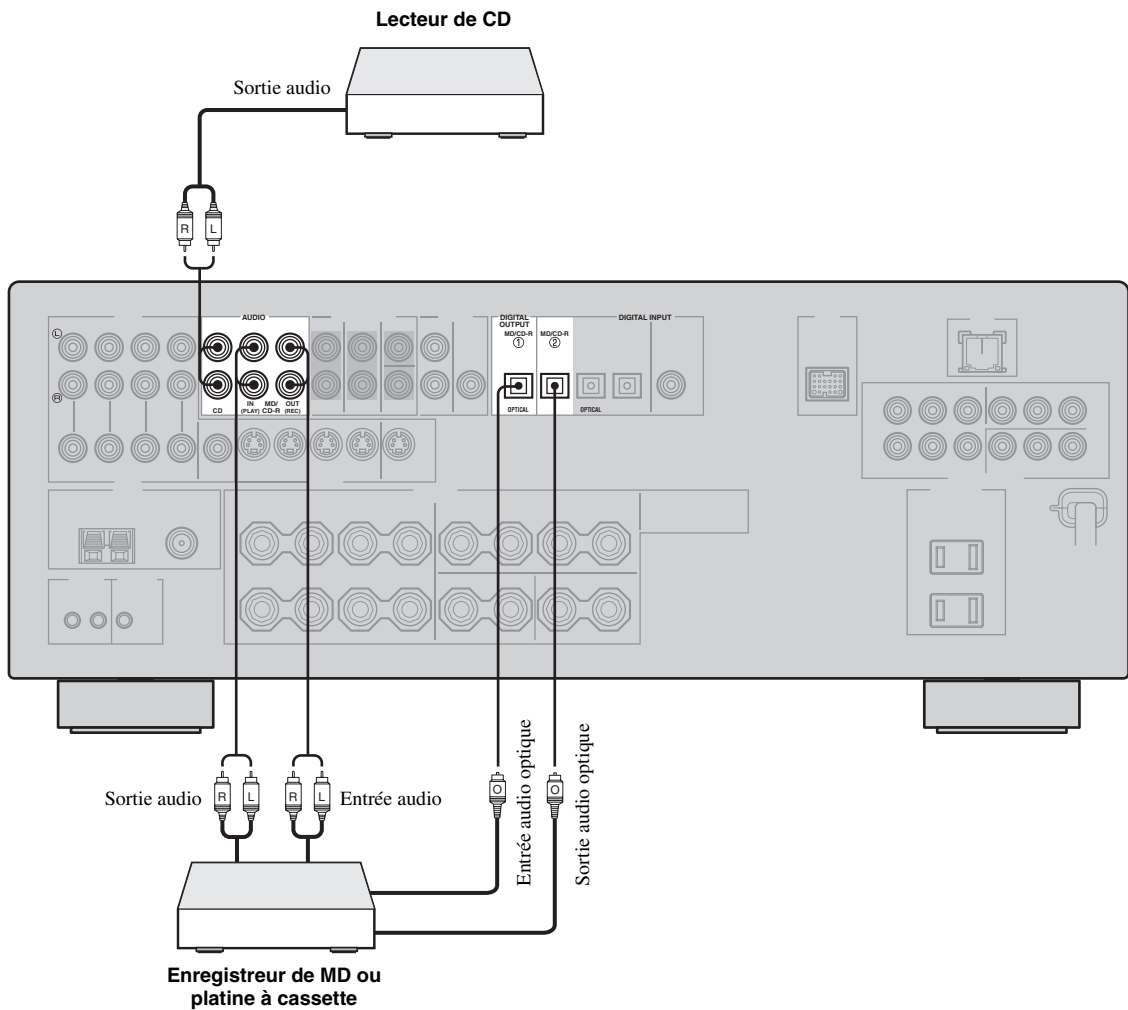 Lecteur de CD
Sortie audio
R L
AUDIO
DIGITAL
OUTPUT
DIGITAL INPUT
MD/CD-R
①
MD/CD-R
②
L
R
CD
IN
(PLAY)
MD/
CD-R
OUT
(REC)
OPTICAL
OPTICAL
Sortie audio
R L
R L
Entrée audio
O
Entrée audio optique
O
Sortie audio optique
Enregistreur de MD ou
platine à cassette